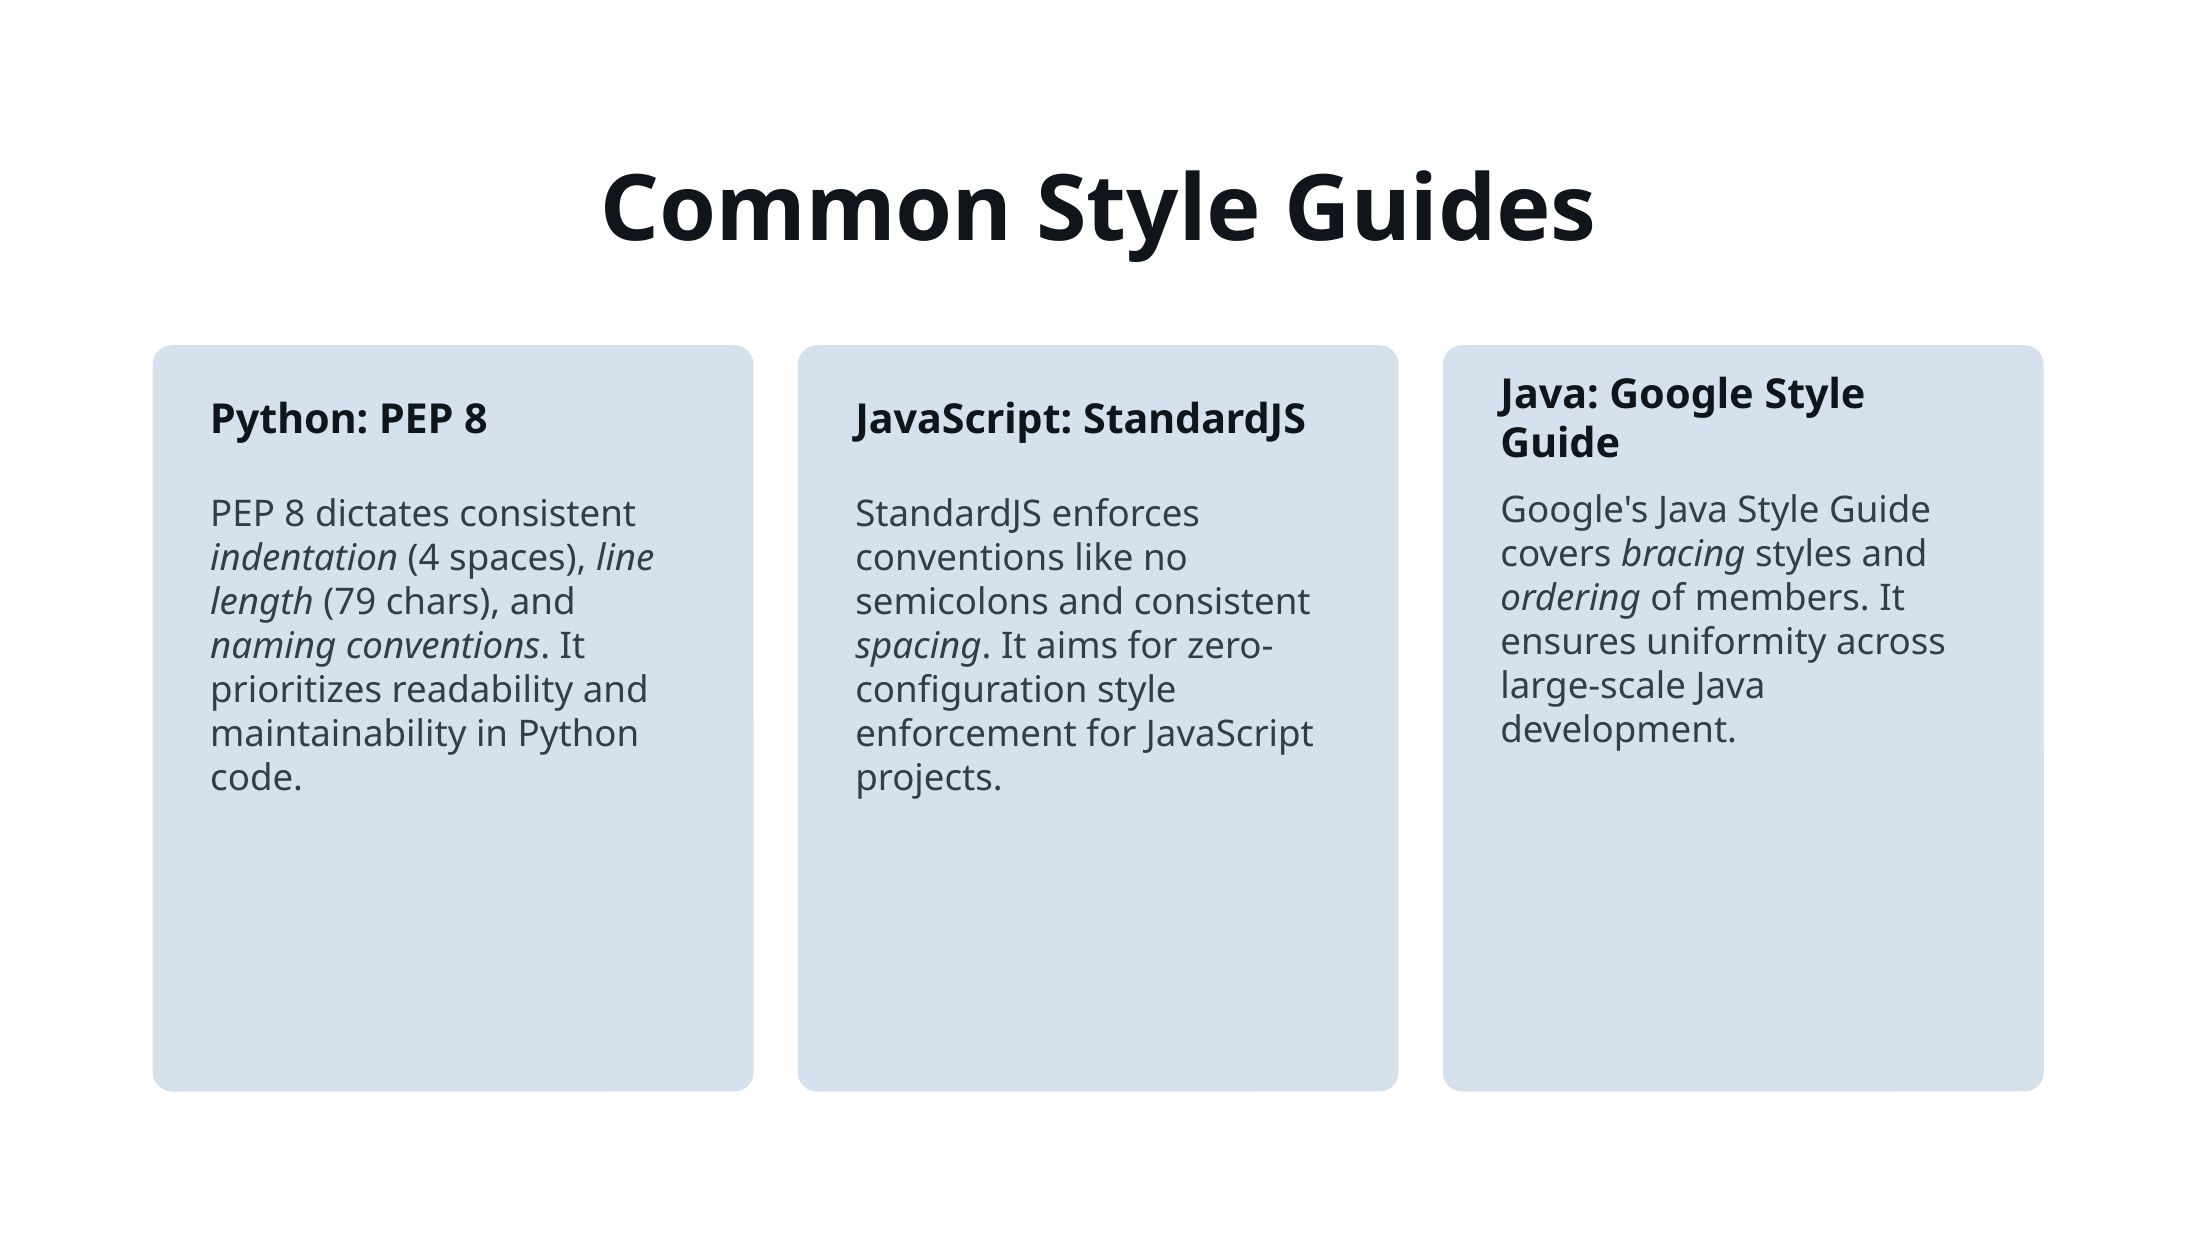 Common Style Guides
Python: PEP 8
PEP 8 dictates consistent
indentation (4 spaces), line
length (79 chars), and
naming conventions. It
prioritizes readability and
maintainability in Python
code.
JavaScript: StandardJS
StandardJS enforces
conventions like no
semicolons and consistent
spacing. It aims for zero-
configuration style
enforcement for JavaScript
projects.
Java: Google Style
Guide
Google's Java Style Guide
covers bracing styles and
ordering of members. It
ensures uniformity across
large-scale Java
development.